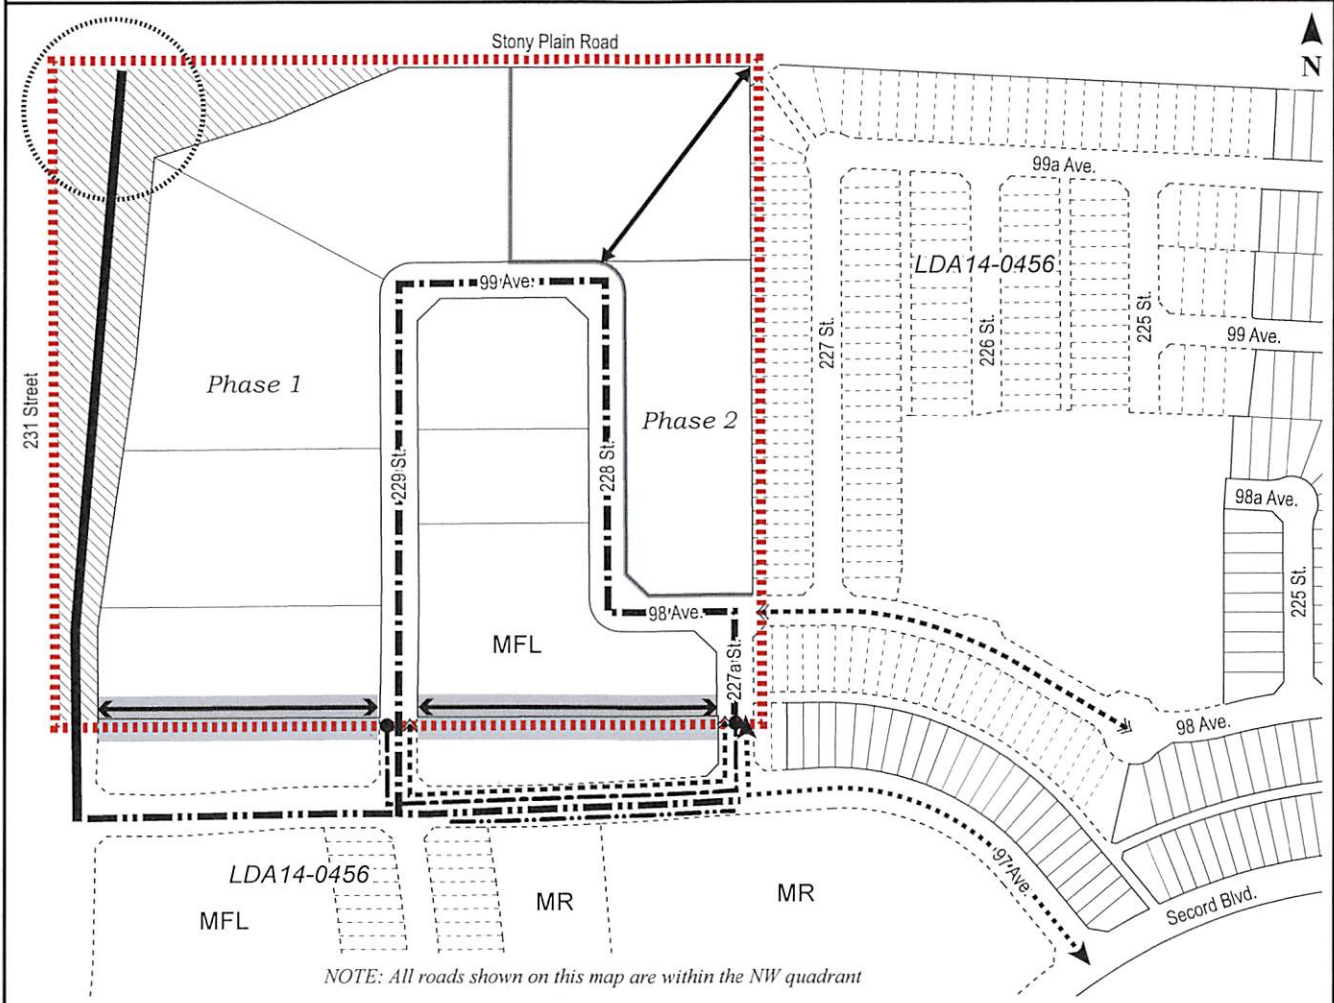 Stony Plain Road
N
99a Ave.
LDA14-0456
99 Ave.
227 St.
226 St.
225 St.
99 Ave.
231 Street
Phase 1
Phase 2
229 St.
228 St.
98a Ave.
225 St.
98 Ave.
MFL
227a St.
98 Ave.
97 Ave.
LDA14-0456
MFL
MR
MR
Secord Blvd.
NOTE: All roads shown on this map are within the NW quadrant